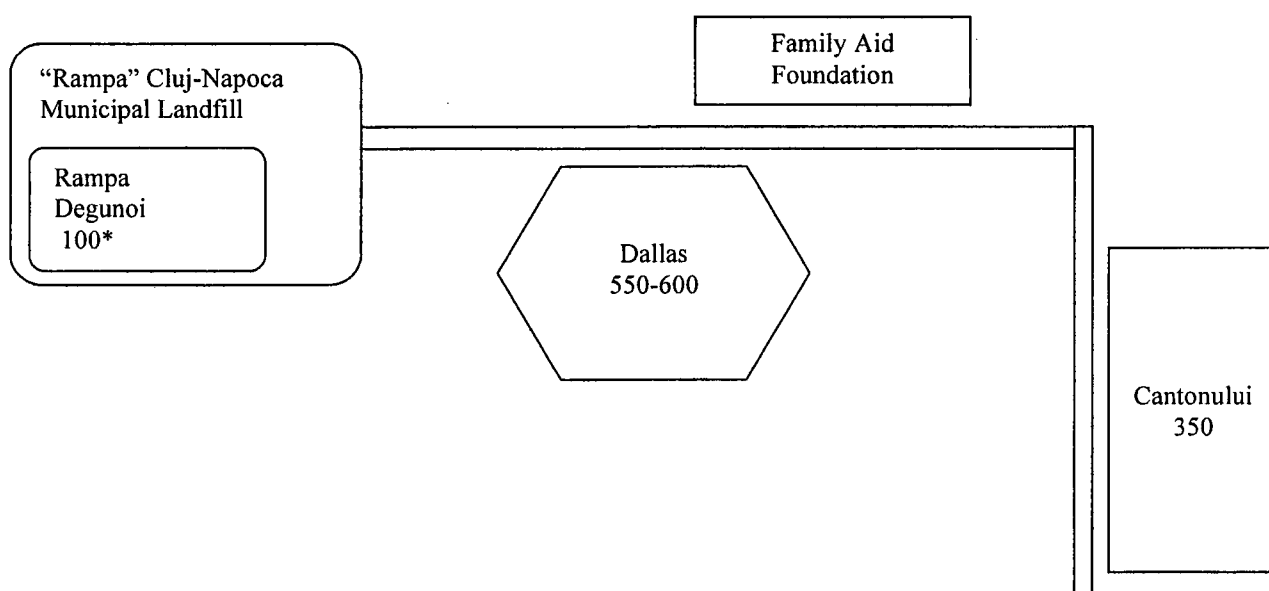 “Rampa” Cluj-Napoca
Municipal Landfill
Rampa
Degunoi
100*
Family Aid
Foundation
Dallas
550-600
Cantonului
350